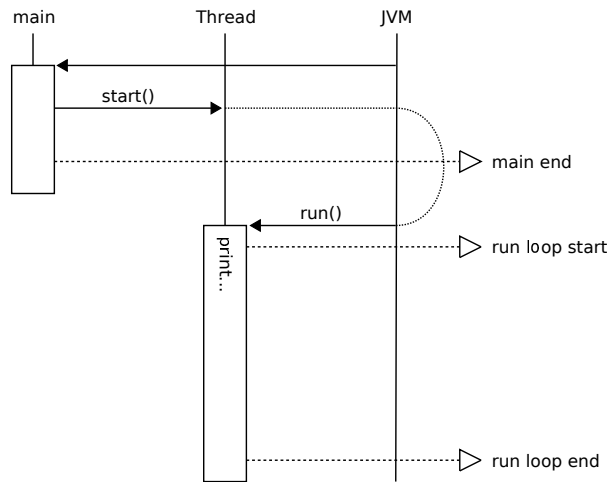 main Thread JVM
start()
main end
run()
print...
run loop start
run loop end